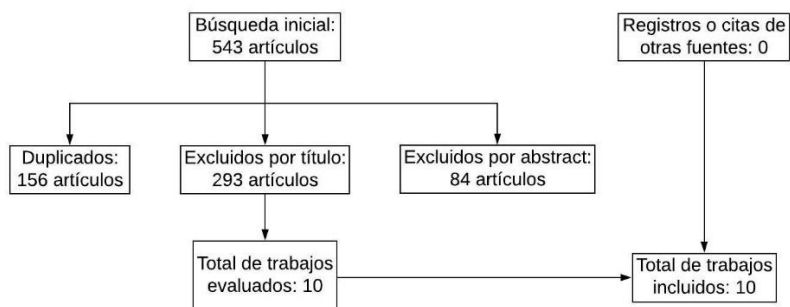 Búsqueda inicial:
543 artículos
Registros o citas de
otras fuentes: 0
Duplicados:
156 artículos
Excluidos por título:
293 artículos
Excluidos por abstract:
84 artículos
Total de trabajos
evaluados: 10
Total de trabajos
incluidos: 10